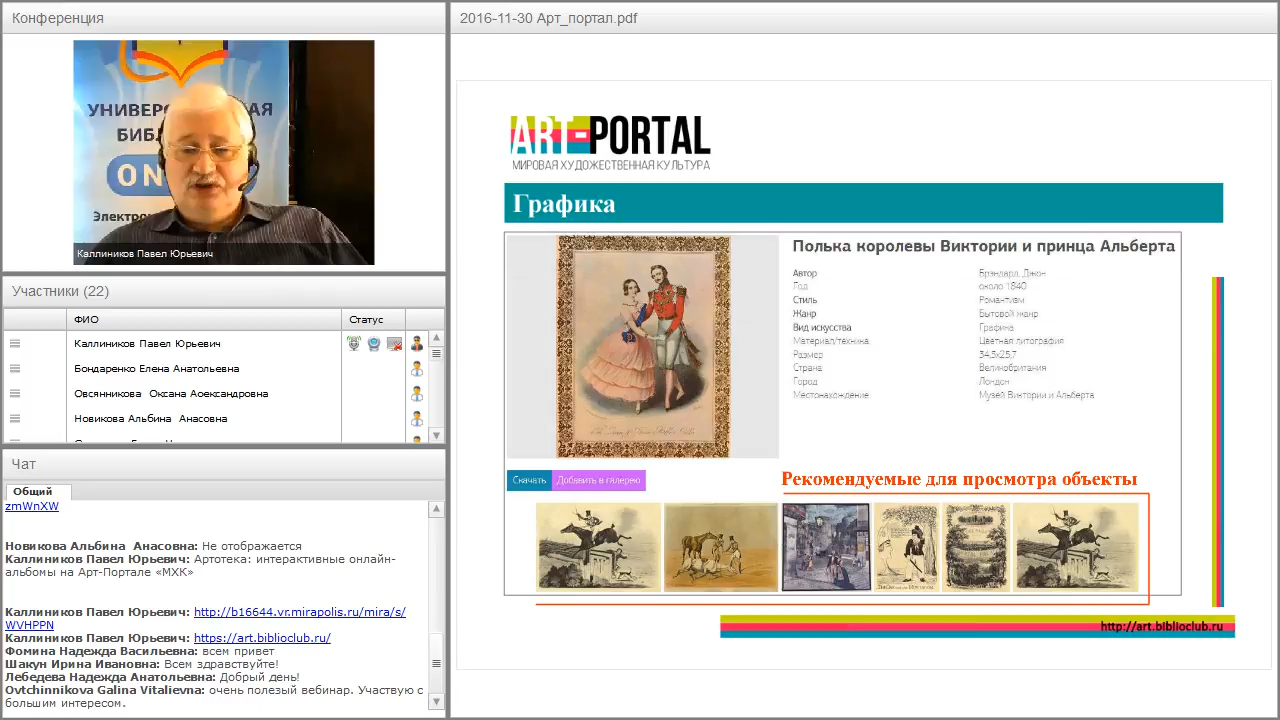 Конференция
УНИВЕРС
КАЯ
БИБ
ON
Электрон
Каллиников Павел Юрьевич
Участники (22)
ФИО
Статус
Каллиников Павел Юрьевич
Бондаренко Елена Анатольевна
Овсянникова Оксана Аоександровна
Новикова Альбина Анасовна
Чат
Общий
zmWnXW
Новикова Альбина Анасовна: Не отображается
Каллиников Павел Юрьевич: Артотека: интерактивные онлайн-
альбомы на Арт-Портале «МХК»
Каллиников Павел Юрьевич: http://b16644.vr.mirapolis.ru/mira/s/
WVHPPN
Каллиников Павел Юрьевич: https://art.biblioclub.ru/
Фомина Надежда Васильевна: всем привет
Шакун Ирина Ивановна: Всем здравствуйте!
Лебедева Надежда Анатольевна: Добрый день!
Ovtchinnikova Galina Vitalievna: очень полезый вебинар. Участвую с
большим интересом.
2016-11-30 Арт_портал.pdf
ART-PORTAL
МИРОВАЯ ХУДОЖЕСТВЕННАЯ КУЛЬТУРА
Графика
Полька королевы Виктории и принца Альберта
Автор Брэндард, Джон
Год около 1840
Стиль Романтизм
Жанр Бытовой жанр
Вид искусства Графика
Материал/техника Цветная литография
Размер 34,5x25,7
Страна Великобритания
Город Лондон
Местонахождение Музей Виктории и Альберта
Скачать Добавить в галерею
Рекомендуемые для просмотра объекты
http://art.biblioclub.ru